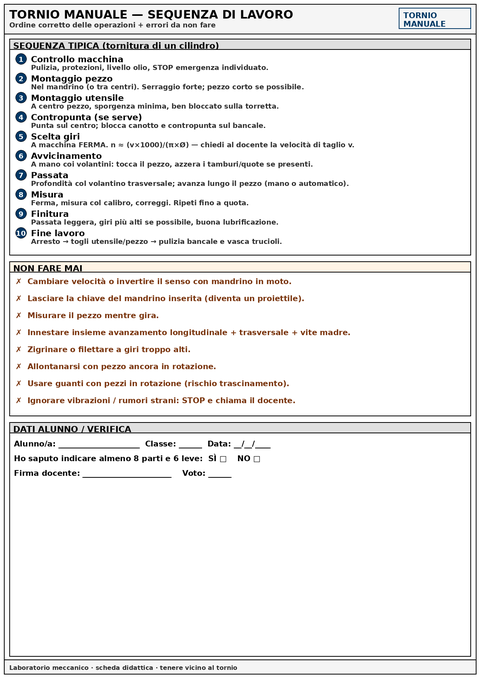 TORNIO MANUALE — SEQUENZA DI LAVORO
Ordine corretto delle operazioni + errori da non fare
TORNIO
MANUALE
SEQUENZA TIPICA (tornitura di un cilindro)
1 Controllo macchina
Pulizia, protezioni, livello olio, STOP emergenza individuato.
2 Montaggio pezzo
Nel mandrino (o tra centri). Serraggio forte; pezzo corto se possibile.
3 Montaggio utensile
A centro pezzo, sporgenza minima, ben bloccato sulla torretta.
4 Contropunta (se serve)
Punta sul centro; blocca canotto e contropunta sul bancale.
5 Scelta giri
A macchina FERMA. n ≈ (v×1000)/(π×Ø) — chiedi al docente la velocità di taglio v.
6 Avvicinamento
A mano coi volantini: tocca il pezzo, azzera i tamburi/quote se presenti.
7 Passata
Profondità col volantino trasversale; avanza lungo il pezzo (mano o automatico).
8 Misura
Ferma, misura col calibro, correggi. Ripeti fino a quota.
9 Finitura
Passata leggera, giri più alti se possibile, buona lubrificazione.
10 Fine lavoro
Arresto → togli utensile/pezzo → pulizia bancale e vasca trucioli.
NON FARE MAI
✗ Cambiare velocità o invertire il senso con mandrino in moto.
✗ Lasciare la chiave del mandrino inserita (diventa un proiettile).
✗ Misurare il pezzo mentre gira.
✗ Innestare insieme avanzamento longitudinale + trasversale + vite madre.
✗ Zigrinare o filettare a giri troppo alti.
✗ Allontanarsi con pezzo ancora in rotazione.
✗ Usare guanti con pezzi in rotazione (rischio trascinamento).
✗ Ignorare vibrazioni / rumori strani: STOP e chiama il docente.
DATI ALUNNO / VERIFICA
Alunno/a: ____________________ Classe: ______ Data: __/__/____
Ho saputo indicare almeno 8 parti e 6 leve: SÌ □ NO □
Firma docente: ______________________ Voto: ______
Laboratorio meccanico · scheda didattica · tenere vicino al tornio